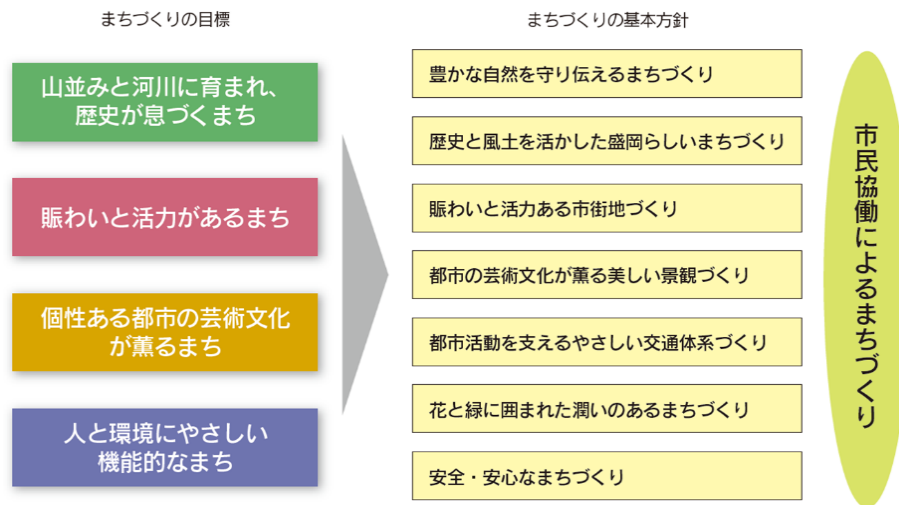 まちづくりの目標
山並みと河川に育まれ、
歴史が息づくまち
賑わいと活力があるまち
個性ある都市の芸術文化
が薫るまち
人と環境にやさしい
機能的なまち
まちづくりの基本方針
豊かな自然を守り伝えるまちづくり
歴史と風土を活かした盛岡らしいまちづくり
賑わいと活力ある市街地づくり
都市の芸術文化が薫る美しい景観づくり
都市活動を支えるやさしい交通体系づくり
花と緑に囲まれた潤いのあるまちづくり
安全・安心なまちづくり
市民協働によるまちづくり